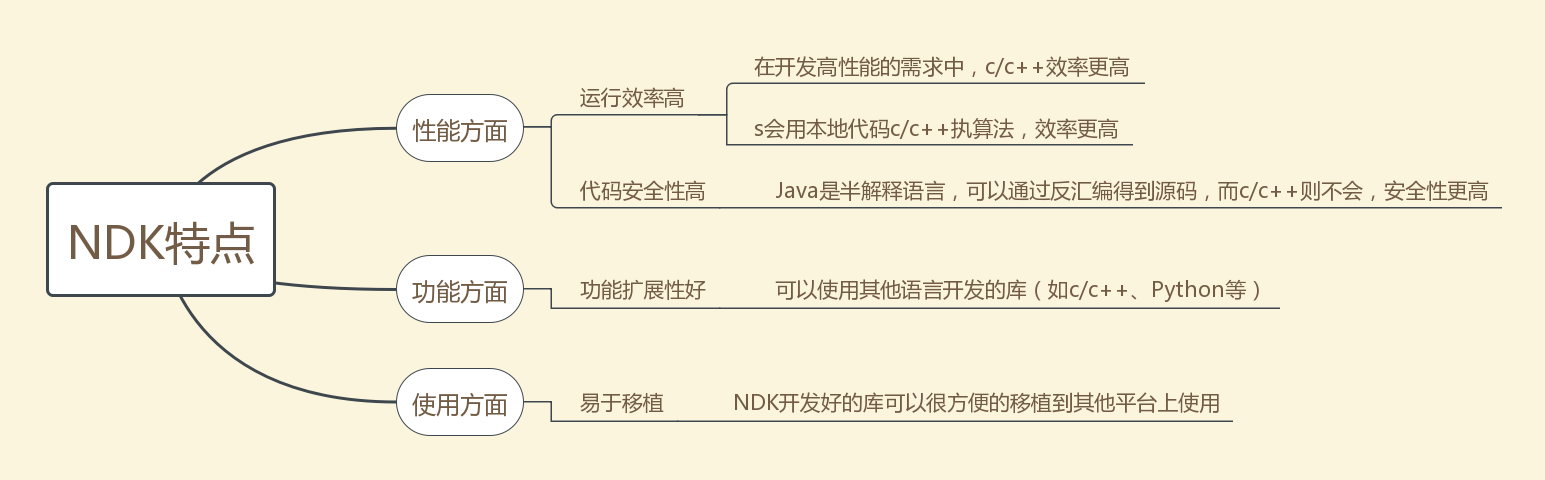 NDK特点
性能方面
运行效率高
在开发高性能的需求中，c/c++效率更高
s会用本地代码c/c++执算法，效率更高
代码安全性高
Java是半解释语言，可以通过反汇编得到源码，而c/c++则不会，安全性更高
功能方面
功能扩展性好
可以使用其他语言开发的库（如c/c++、Python等）
使用方面
易于移植
NDK开发好的库可以很方便的移植到其他平台上使用